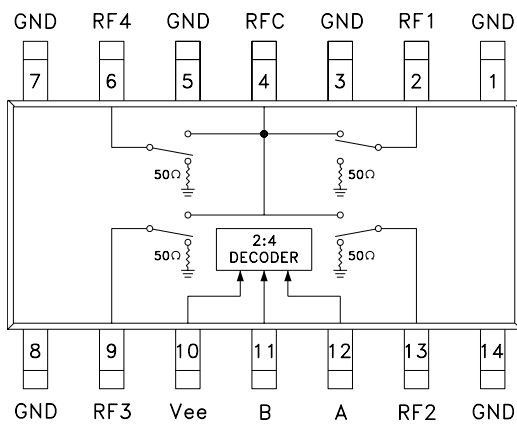 GND RF4 GND RFC GND RF1 GND
7 6 5 4 3 2 1
50Ω 50Ω
2:4
DECODER
50Ω 50Ω
8 9 10 11 12 13 14
GND RF3 Vee B A RF2 GND